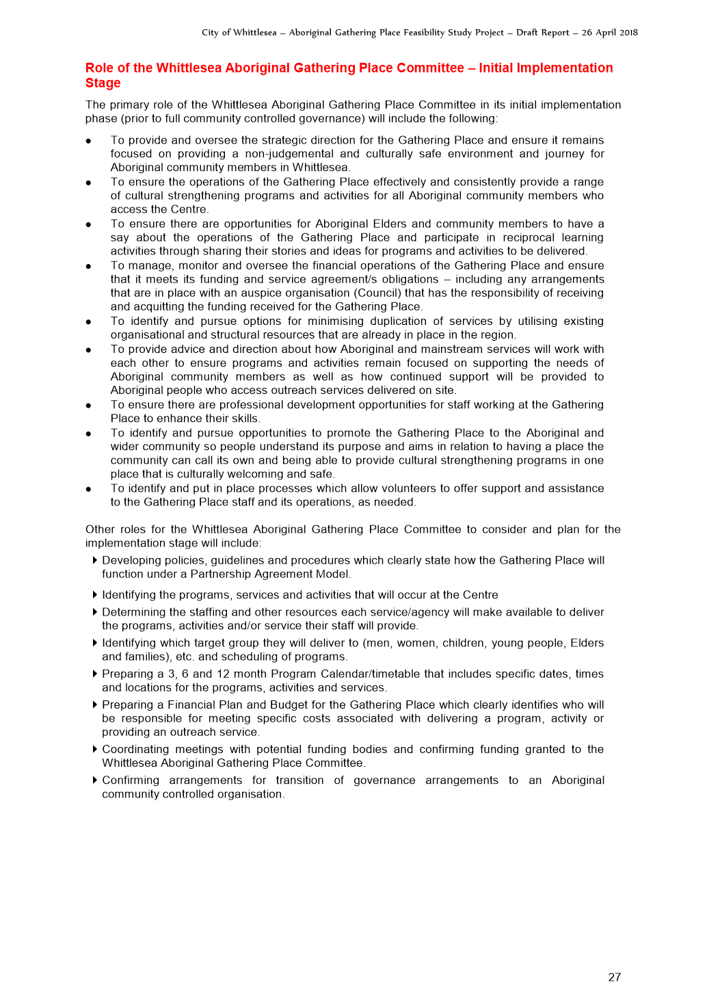 City of Whittlesea – Aboriginal Gathering Place Feasibility Study Project – Draft Report – 26 April 2018
Role of the Whittlesea Aboriginal Gathering Place Committee – Initial Implementation
Stage
The primary role of the Whittlesea Aboriginal Gathering Place Committee in its initial implementation
phase (prior to full community controlled governance) will include the following:
● To provide and oversee the strategic direction for the Gathering Place and ensure it remains
focused on providing a non-judgemental and culturally safe environment and journey for
Aboriginal community members in Whittlesea.
● To ensure the operations of the Gathering Place effectively and consistently provide a range
of cultural strengthening programs and activities for all Aboriginal community members who
access the Centre.
● To ensure there are opportunities for Aboriginal Elders and community members to have a
say about the operations of the Gathering Place and participate in reciprocal learning
activities through sharing their stories and ideas for programs and activities to be delivered.
● To manage, monitor and oversee the financial operations of the Gathering Place and ensure
that it meets its funding and service agreement/s obligations – including any arrangements
that are in place with an auspice organisation (Council) that has the responsibility of receiving
and acquitting the funding received for the Gathering Place.
● To identify and pursue options for minimising duplication of services by utilising existing
organisational and structural resources that are already in place in the region.
● To provide advice and direction about how Aboriginal and mainstream services will work with
each other to ensure programs and activities remain focused on supporting the needs of
Aboriginal community members as well as how continued support will be provided to
Aboriginal people who access outreach services delivered on site.
● To ensure there are professional development opportunities for staff working at the Gathering
Place to enhance their skills.
● To identify and pursue opportunities to promote the Gathering Place to the Aboriginal and
wider community so people understand its purpose and aims in relation to having a place the
community can call its own and being able to provide cultural strengthening programs in one
place that is culturally welcoming and safe.
● To identify and put in place processes which allow volunteers to offer support and assistance
to the Gathering Place staff and its operations, as needed.
Other roles for the Whittlesea Aboriginal Gathering Place Committee to consider and plan for the
implementation stage will include:
Developing policies, guidelines and procedures which clearly state how the Gathering Place will
function under a Partnership Agreement Model.
Identifying the programs, services and activities that will occur at the Centre
Determining the staffing and other resources each service/agency will make available to deliver
the programs, activities and/or service their staff will provide.
Identifying which target group they will deliver to (men, women, children, young people, Elders
and families), etc. and scheduling of programs.
Preparing a 3, 6 and 12 month Program Calendar/timetable that includes specific dates, times
and locations for the programs, activities and services.
Preparing a Financial Plan and Budget for the Gathering Place which clearly identifies who will
be responsible for meeting specific costs associated with delivering a program, activity or
providing an outreach service.
Coordinating meetings with potential funding bodies and confirming funding granted to the
Whittlesea Aboriginal Gathering Place Committee.
Confirming arrangements for transition of governance arrangements to an Aboriginal
community controlled organisation.
27